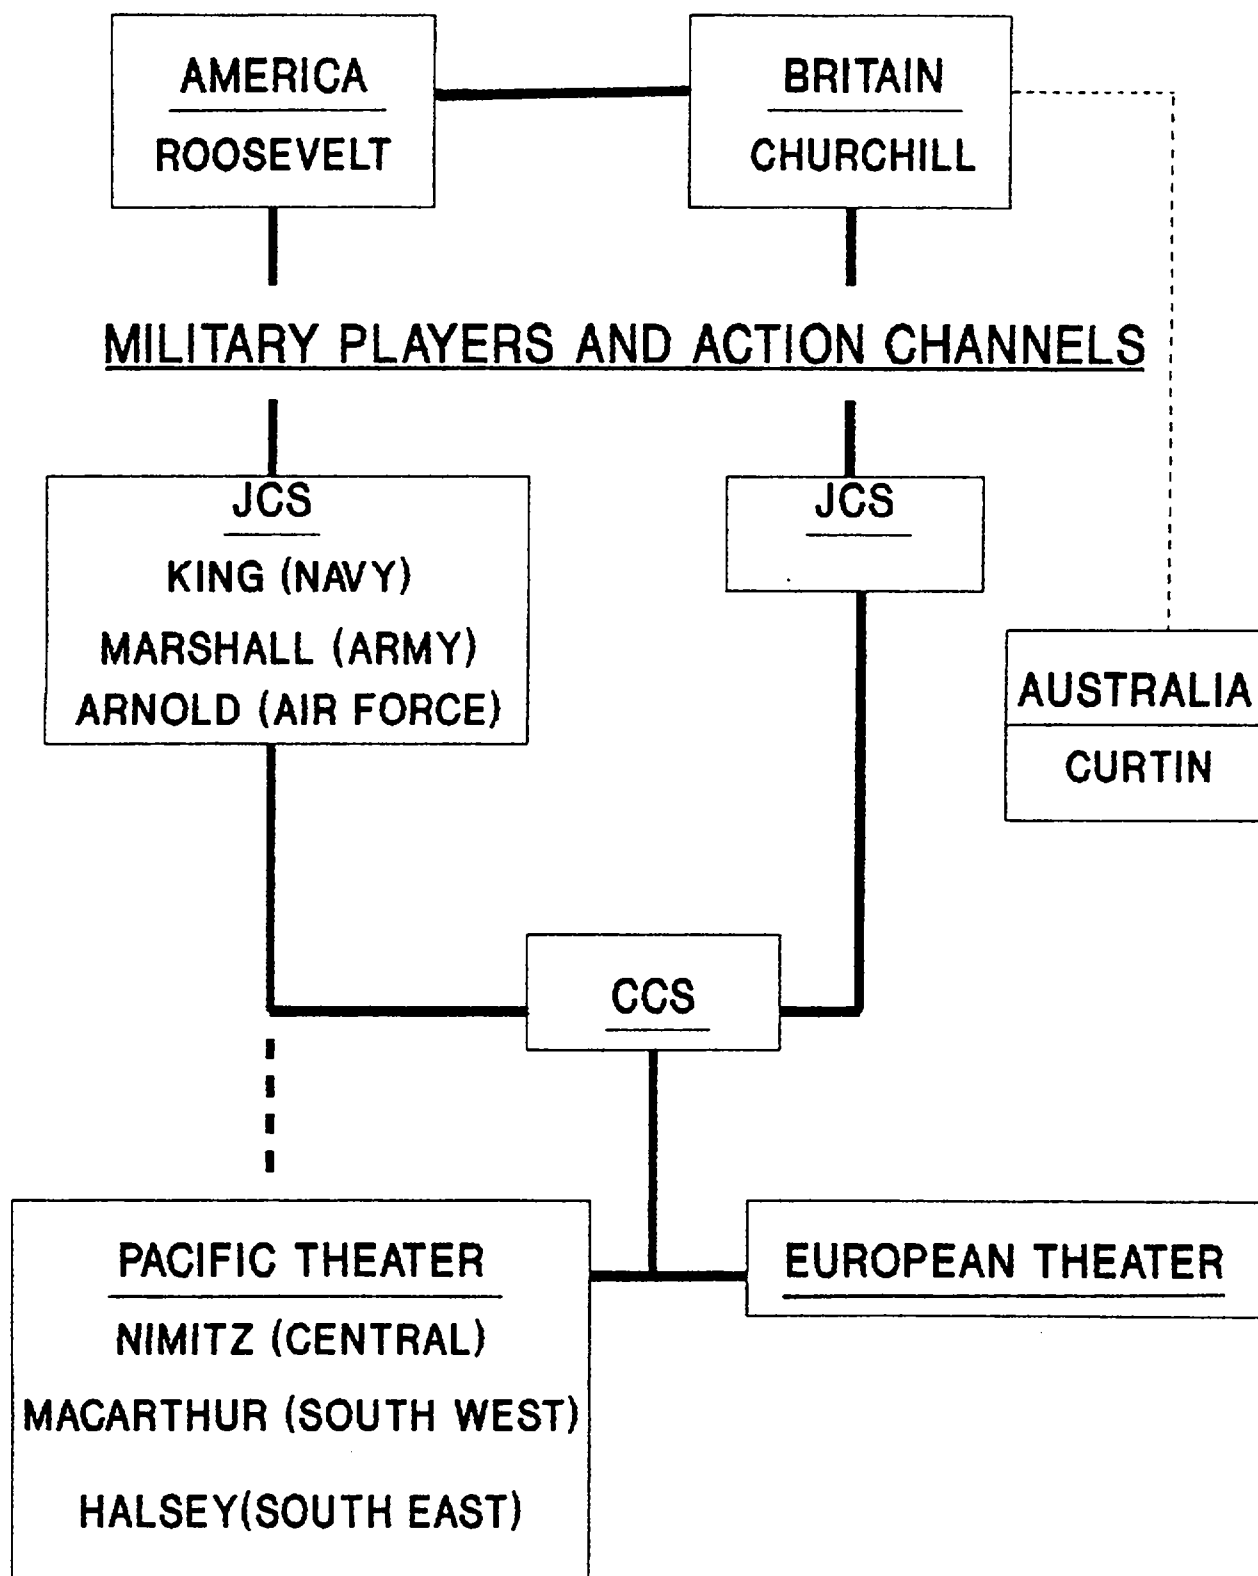 AMERICA
ROOSEVELT
BRITAIN
CHURCHILL
MILITARY PLAYERS AND ACTION CHANNELS
JCS
KING (NAVY)
MARSHALL (ARMY)
ARNOLD (AIR FORCE)
JCS
AUSTRALIA
CURTIN
CCS
PACIFIC THEATER
NIMITZ (CENTRAL)
MACARTHUR (SOUTH WEST)
HALSEY(SOUTH EAST)
EUROPEAN THEATER